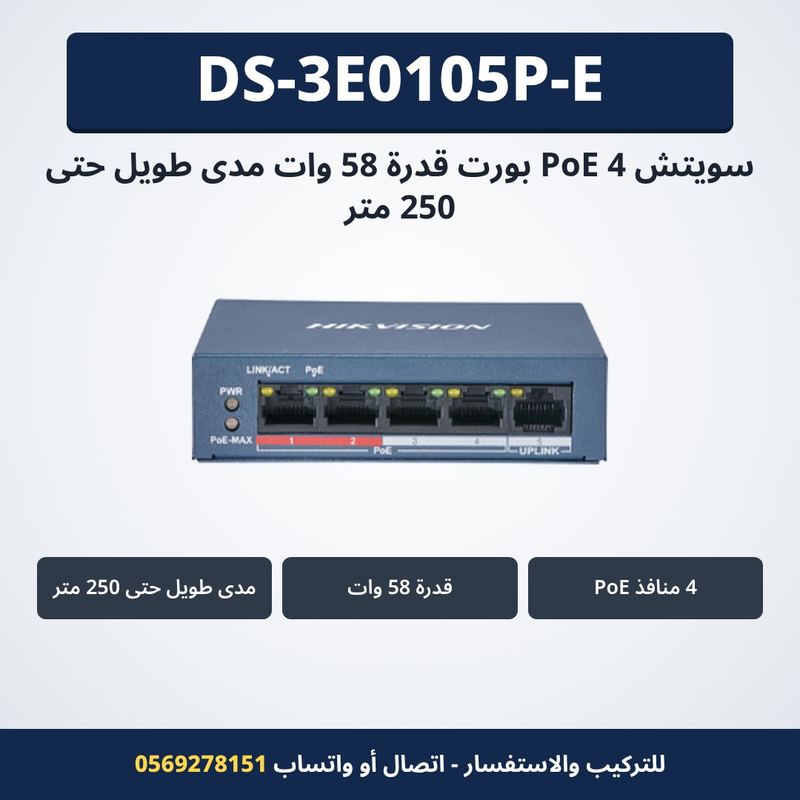 DS-3E0105P-E
سويتش PoE 4 بورت قدرة 58 وات مدى طويل حتى
250 متر
HIKVISION
LINK/ACT PoE
PWR
PoE-MAX
1 2 3 4 5
PoE UPLINK
4 منافذ PoE
قدرة 58 وات
مدى طويل حتى 250 متر
للتركيب والاستفسار - اتصال أو واتساب 0569278151